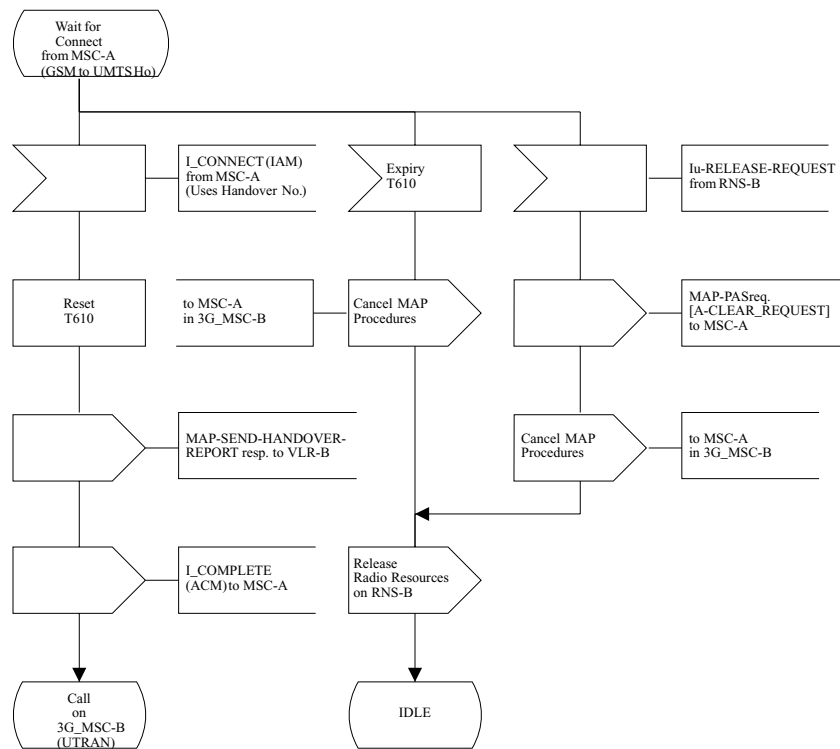 Wait for
Connect
from MSC-A
(GSM to UMTS Ho)
I_CONNECT (IAM)
from MSC-A
(Uses Handover No.)
Expiry
T610
Iu-RELEASE-REQUEST
from RNS-B
Reset
T610
to MSC-A
in 3G_MSC-B
Cancel MAP
Procedures
MAP-PASreq.
[A-CLEAR_REQUEST]
to MSC-A
MAP-SEND-HANDOVER-
REPORT resp. to VLR-B
Cancel MAP
Procedures
to MSC-A
in 3G_MSC-B
I_COMPLETE
(ACM) to MSC-A
Release
Radio Resources
on RNS-B
Call
on
3G_MSC-B
(UTRAN)
IDLE